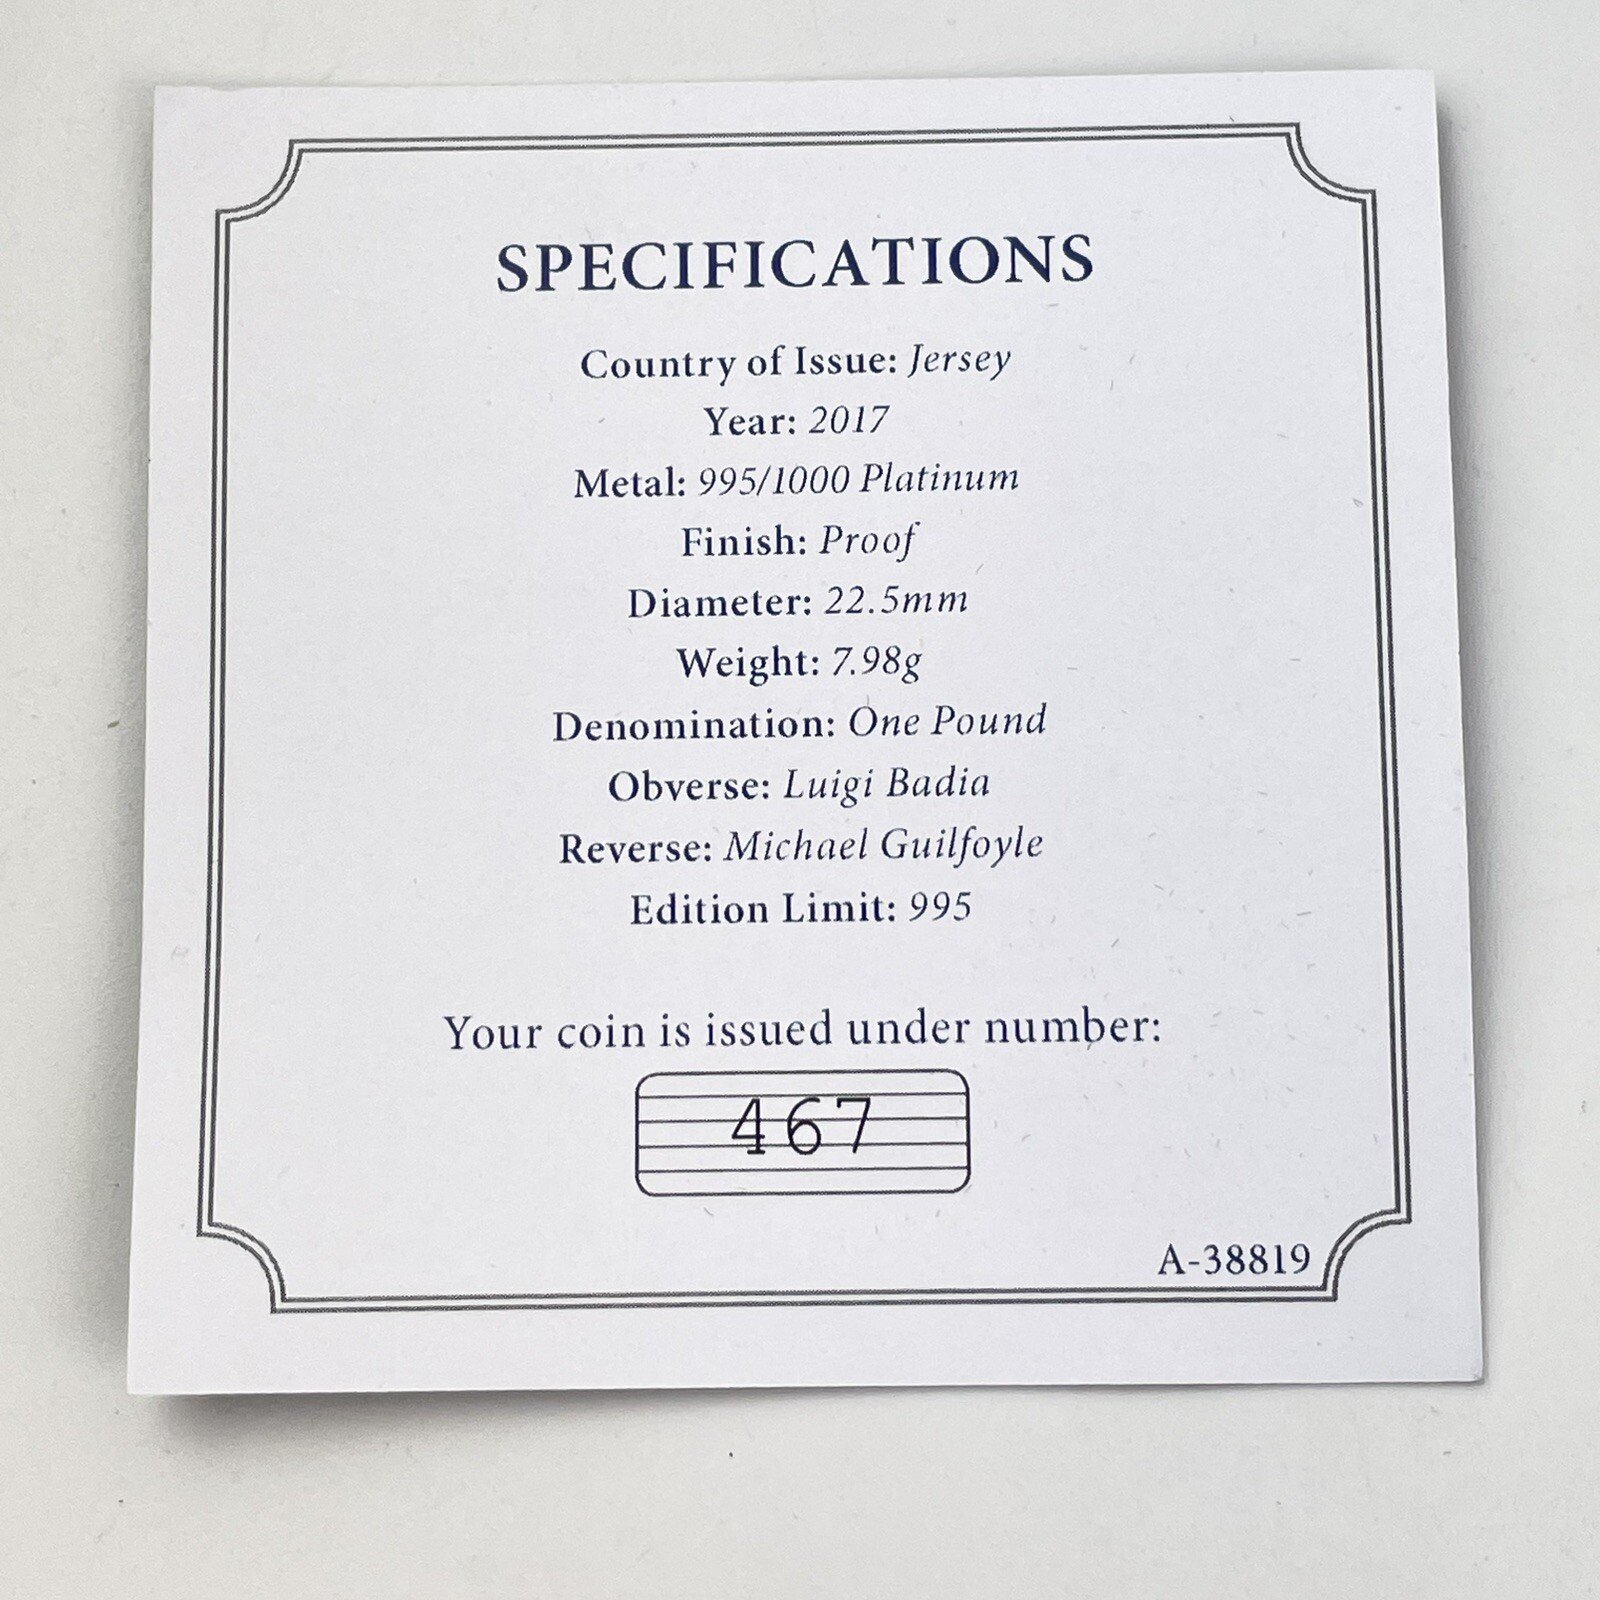 SPECIFICATIONS
Country of Issue: Jersey
Year: 2017
Metal: 995/1000 Platinum
Finish: Proof
Diameter: 22.5mm
Weight: 7.98g
Denomination: One Pound
Obverse: Luigi Badia
Reverse: Michael Guilfoyle
Edition Limit: 995
Your coin is issued under number:
467
A-38819